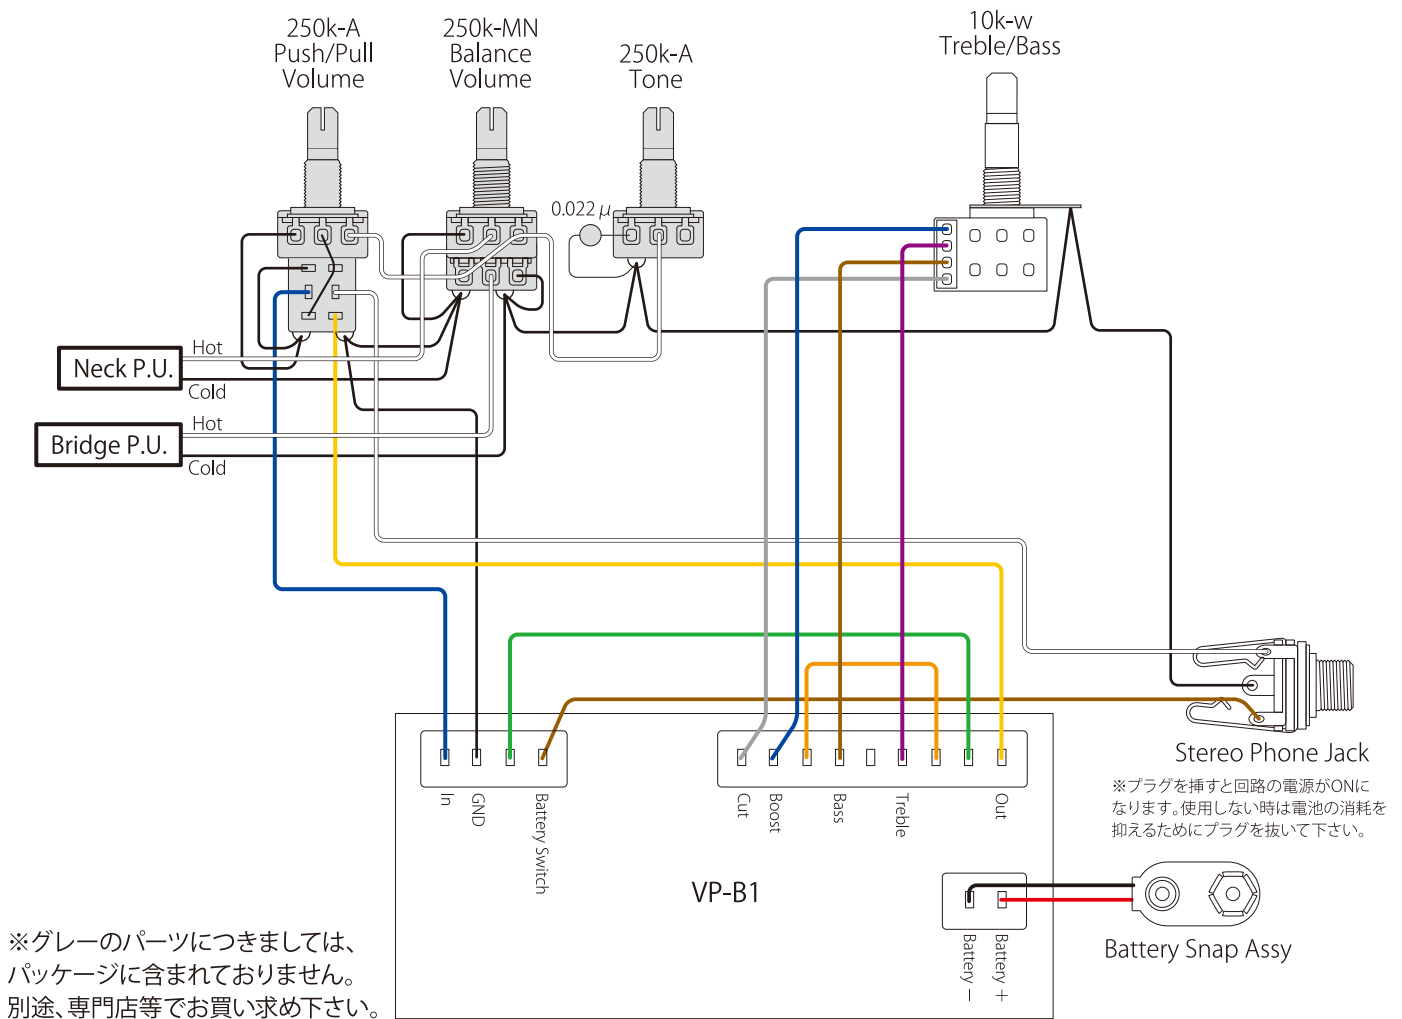 250k-A
Push/Pull
Volume
250k-MN
Balance
Volume
250k-A
Tone
10k-w
Treble/Bass
0.022μ
Neck P.U.
Hot
Cold
Bridge P.U.
Hot
Cold
In
GND
Battery Switch
Cut
Boost
Bass
Treble
Out
Stereo Phone Jack
※プラグを挿すと回路の電源がONに
なります。使用しない時は電池の消耗を
抑えるためにプラグを抜いて下さい。
VP-B1
Battery −
Battery +
Battery Snap Assy
※グレーのパーツにつきましては、
パッケージに含まれておりません。
別途、専門店等でお買い求め下さい。